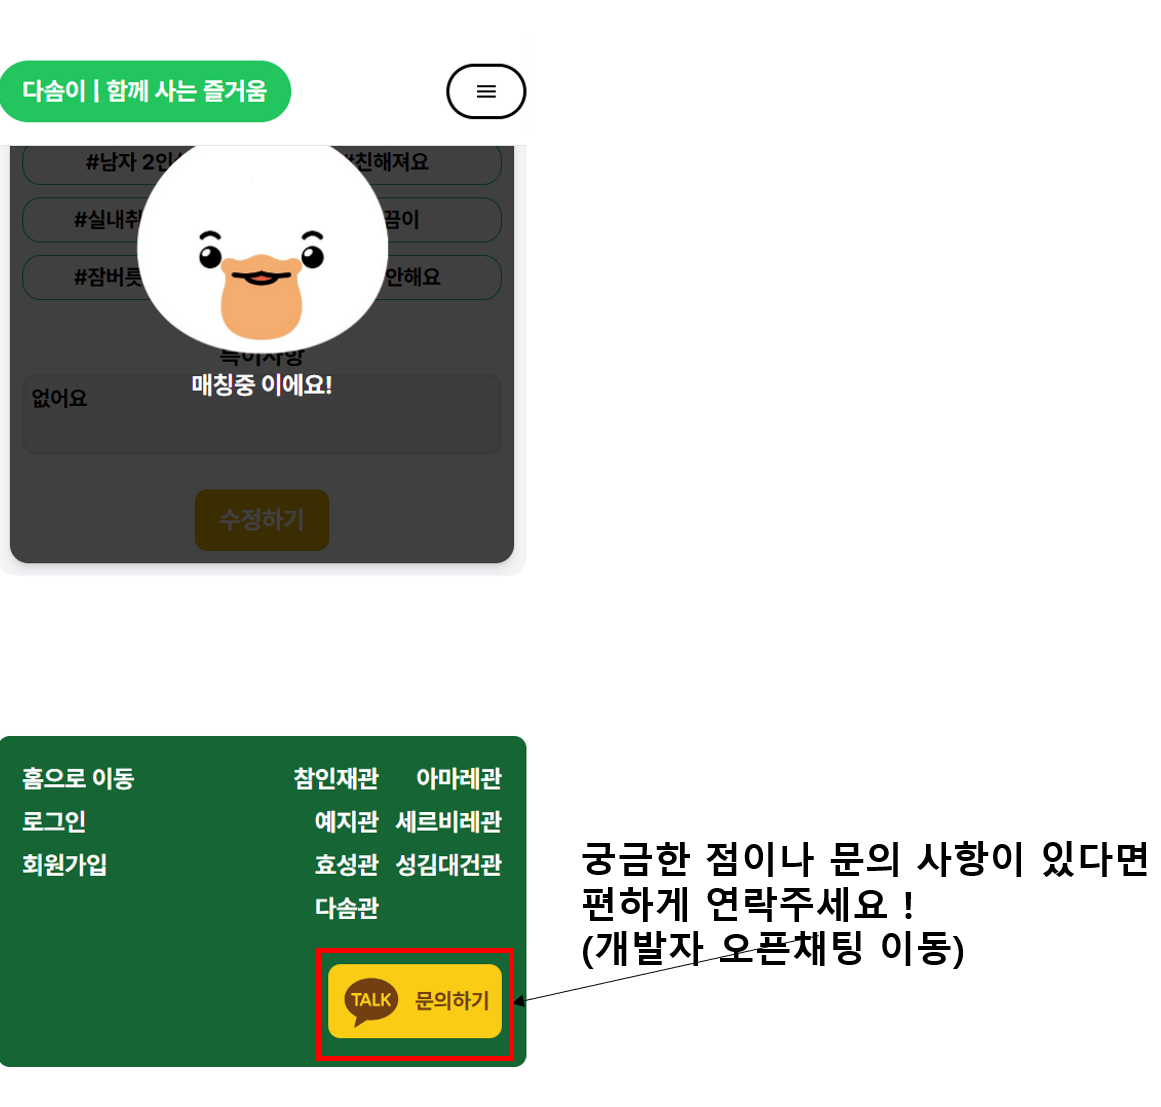 다솜이 | 함께 사는 즐거움
#남자 2인실 #친해져요
#실내취 끔이
#잠버릇 안해요
특이사항
매칭중 이에요!
없어요
수정하기
홈으로 이동 참인재관 아마레관
로그인 예지관 세르비레관
회원가입 효성관 성김대건관
다솜관
TALK 문의하기
궁금한 점이나 문의 사항이 있다면
편하게 연락주세요 !
(개발자 오픈채팅 이동)